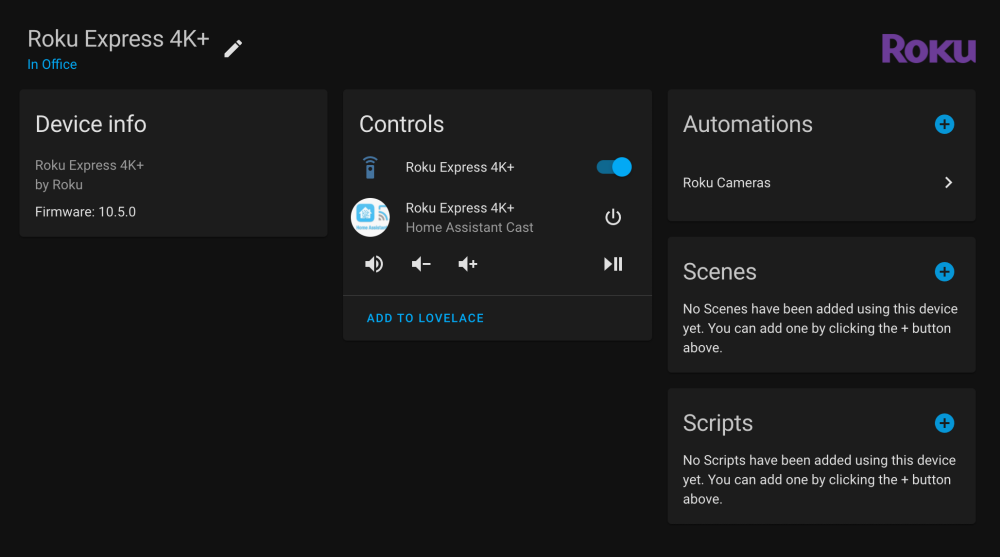 Roku Express 4K+
In Office
Roku
Device info
Roku Express 4K+
by Roku
Firmware: 10.5.0
Controls
Roku Express 4K+
Roku Express 4K+
Home Assistant Cast
Home Assistant
ADD TO LOVELACE
Automations
Roku Cameras
Scenes
No Scenes have been added using this device
yet. You can add one by clicking the + button
above.
Scripts
No Scripts have been added using this device
yet. You can add one by clicking the + button
above.